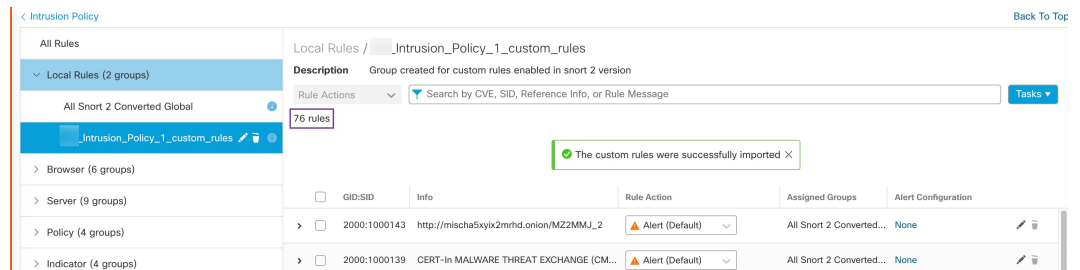 < Intrusion Policy
Back To Top
All Rules
Local Rules (2 groups)
All Snort 2 Converted Global
_Intrusion_Policy_1_custom_rules
Browser (6 groups)
Server (9 groups)
Policy (4 groups)
Indicator (4 groups)
Local Rules / _Intrusion_Policy_1_custom_rules
Description Group created for custom rules enabled in snort 2 version
Rule Actions Search by CVE, SID, Reference Info, or Rule Message Tasks
76 rules
The custom rules were successfully imported
GID:SID Info Rule Action Assigned Groups Alert Configuration
2000:1000143 http://mischa5xyix2mrhd.onion/MZ2MMJ_2 Alert (Default) All Snort 2 Converted... None
2000:1000139 CERT-In MALWARE THREAT EXCHANGE (CM... Alert (Default) All Snort 2 Converted... None